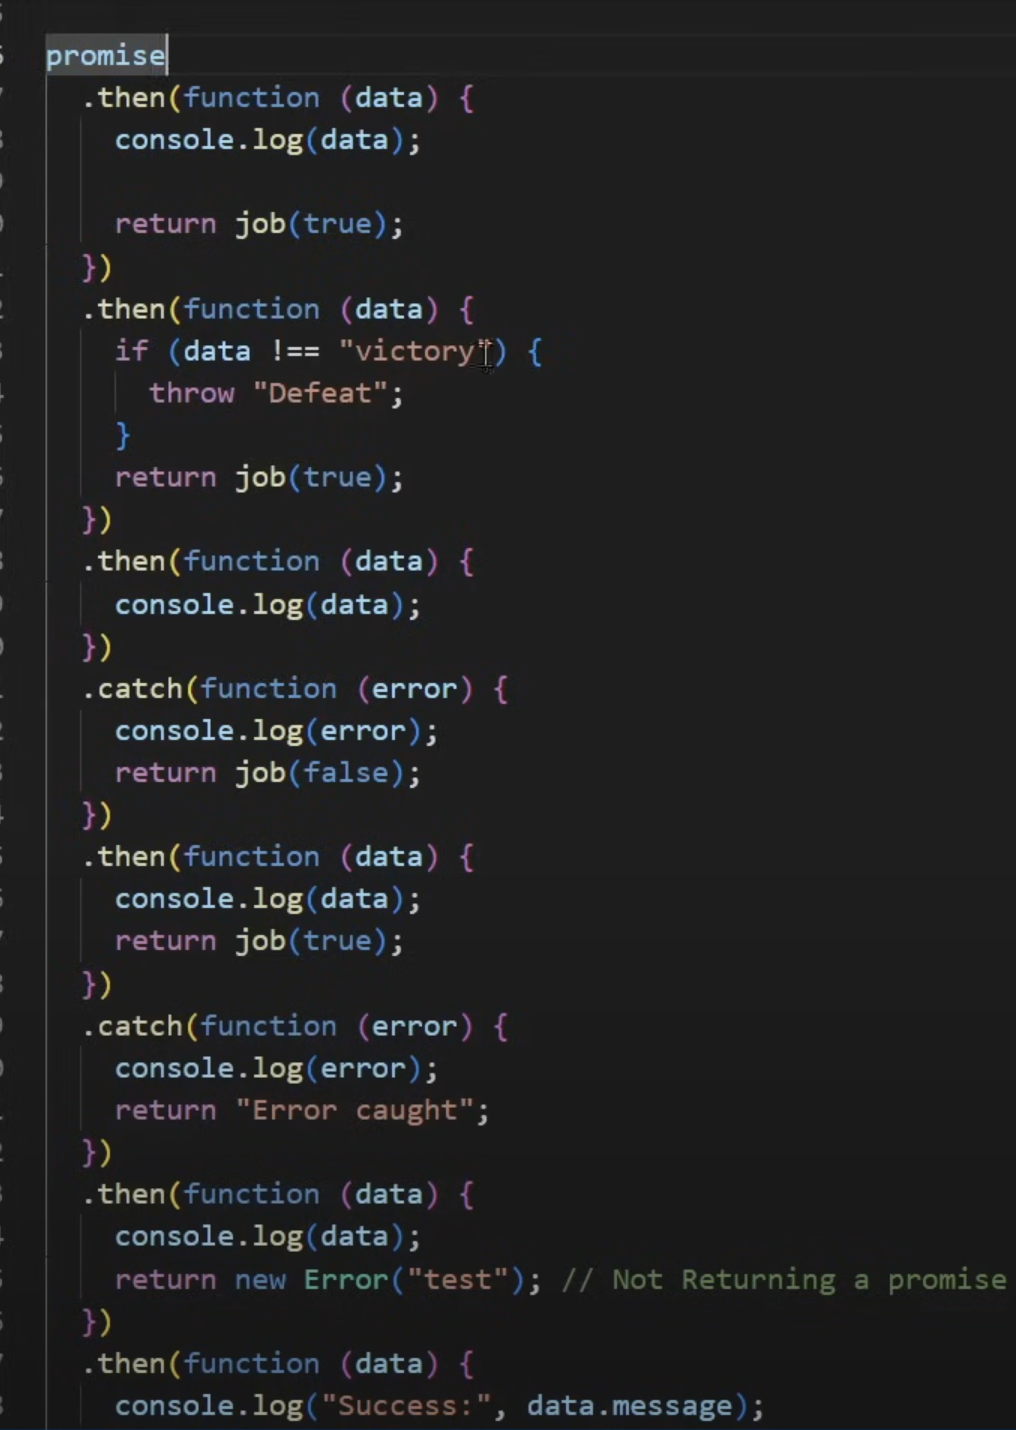 promise
.then(function (data) {
console.log(data);
return job(true);
})
.then(function (data) {
if (data !== "victory") {
throw "Defeat";
}
return job(true);
})
.then(function (data) {
console.log(data);
})
.catch(function (error) {
console.log(error);
return job(false);
})
.then(function (data) {
console.log(data);
return job(true);
})
.catch(function (error) {
console.log(error);
return "Error caught";
})
.then(function (data) {
console.log(data);
return new Error("test"); // Not Returning a promise
})
.then(function (data) {
console.log("Success:", data.message);